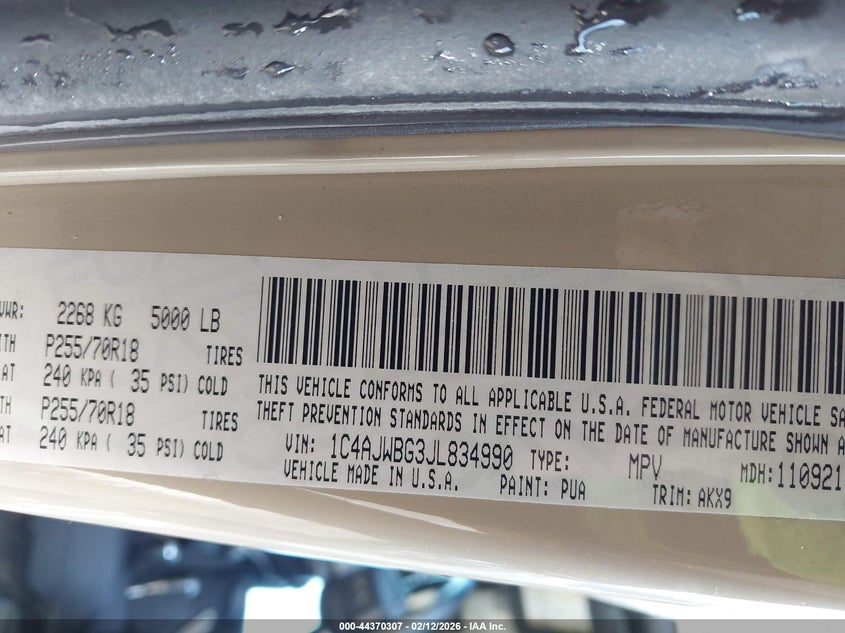 VWR: 2268 KG 5000 LB
ITH P255/70R18 TIRES
AT 240 KPA ( 35 PSI) COLD
ITH P255/70R18 TIRES
AT 240 KPA ( 35 PSI) COLD
THIS VEHICLE CONFORMS TO ALL APPLICABLE U.S.A. FEDERAL MOTOR VEHICLE SA
THEFT PREVENTION STANDARDS IN EFFECT ON THE DATE OF MANUFACTURE SHOWN A
VIN: 1C4AJWBG3JL834990 TYPE: MPV MDH:110921
VEHICLE MADE IN U.S.A. PAINT: PUA TRIM: AKX9
000-44370307 - 02/12/2026 - IAA Inc.